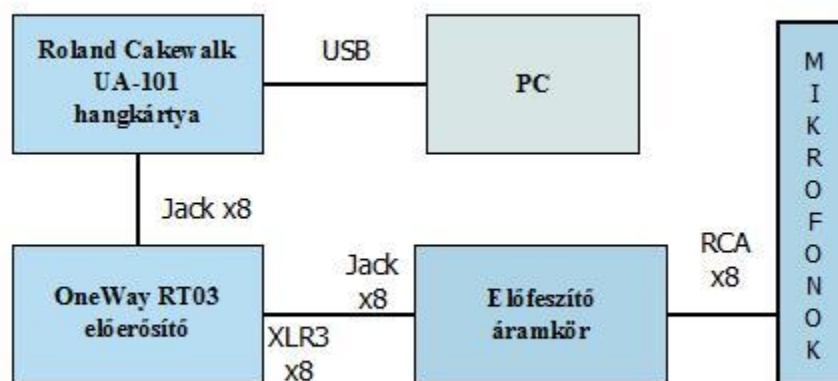 Roland Cakewalk
UA-101
hangkártya
USB
PC
Jack x8
OneWay RT03
előerősítő
XLR3
x8
Jack
x8
Előfeszítő
áramkör
RCA
x8
MIKROFONOK